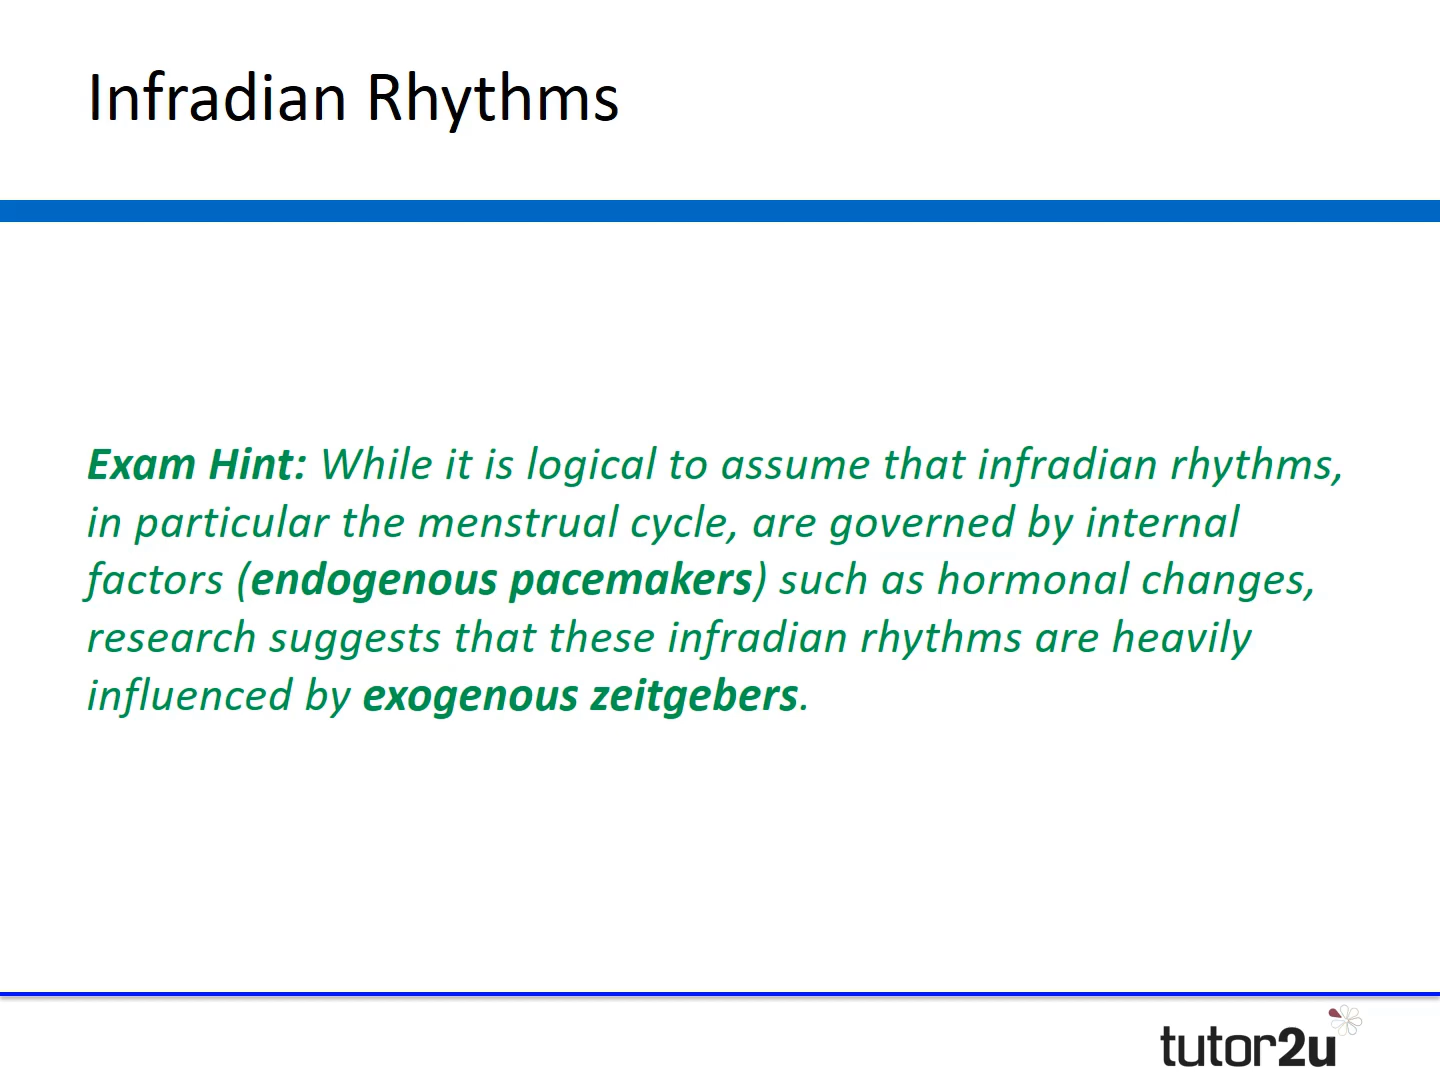 Infradian Rhythms
Exam Hint: While it is logical to assume that infradian rhythms,
in particular the menstrual cycle, are governed by internal
factors (endogenous pacemakers) such as hormonal changes,
research suggests that these infradian rhythms are heavily
influenced by exogenous zeitgebers.
tutor2u